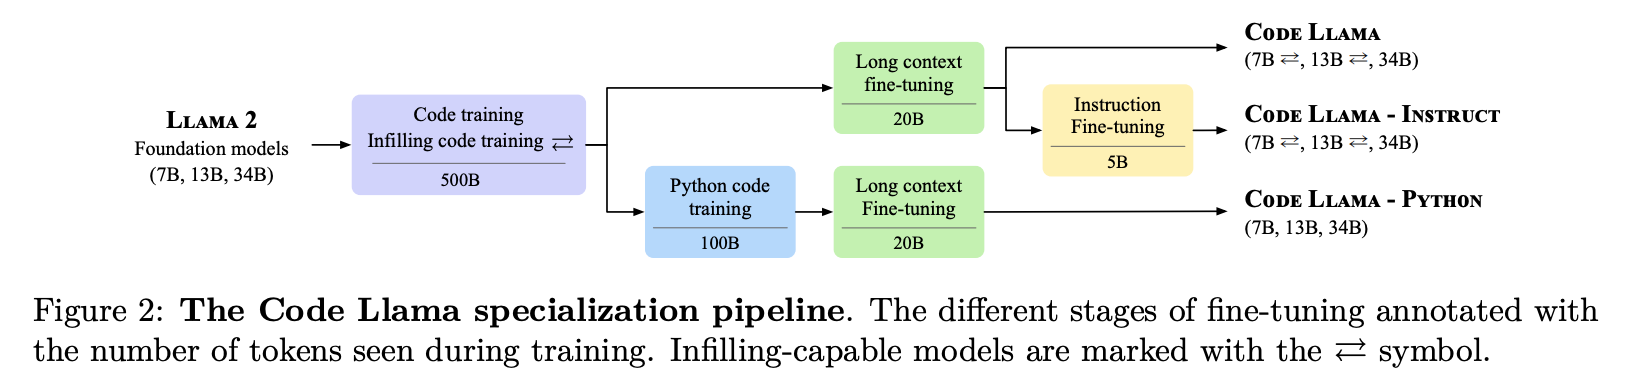 LLAMA 2
Foundation models
(7B, 13B, 34B)
Code training
Infilling code training ⇄
500B
Python code
training
100B
Long context
fine-tuning
20B
Long context
Fine-tuning
20B
Instruction
Fine-tuning
5B
CODE LLAMA
(7B ⇄, 13B ⇄, 34B)
CODE LLAMA - INSTRUCT
(7B ⇄, 13B ⇄, 34B)
CODE LLAMA - PYTHON
(7B, 13B, 34B)
Figure 2: The Code Llama specialization pipeline. The different stages of fine-tuning annotated with
the number of tokens seen during training. Infilling-capable models are marked with the ⇄ symbol.